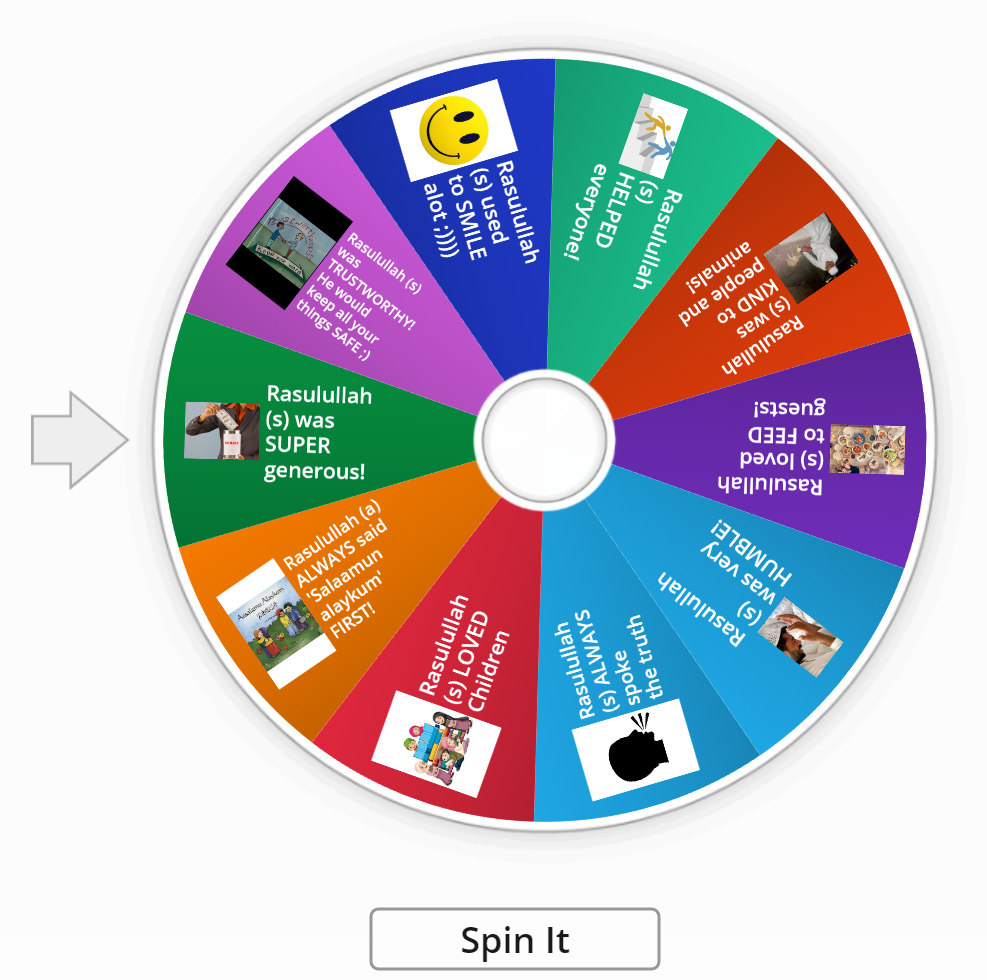 Rasulullah
(s) used
to SMILE
alot ;))))
Rasulullah
(s)
HELPED
everyone!
Rasulullah
(s) was
KIND to
people and
animals!
Rasulullah
(s) loved
to FEED
guests!
Rasulullah
(s)
was very
HUMBLE!
Rasulullah
(s) ALWAYS
spoke
the truth
Rasulullah
(s) LOVED
Children
Rasulullah (a)
ALWAYS said
'Salaamun
alaykum'
FIRST!
Assalamo Alaykom
Rasulullah (s) was
SUPER
generous!
Rasulullah (s)
was
TRUSTWORTHY!
He would
keep all your
things SAFE ;)
Spin It